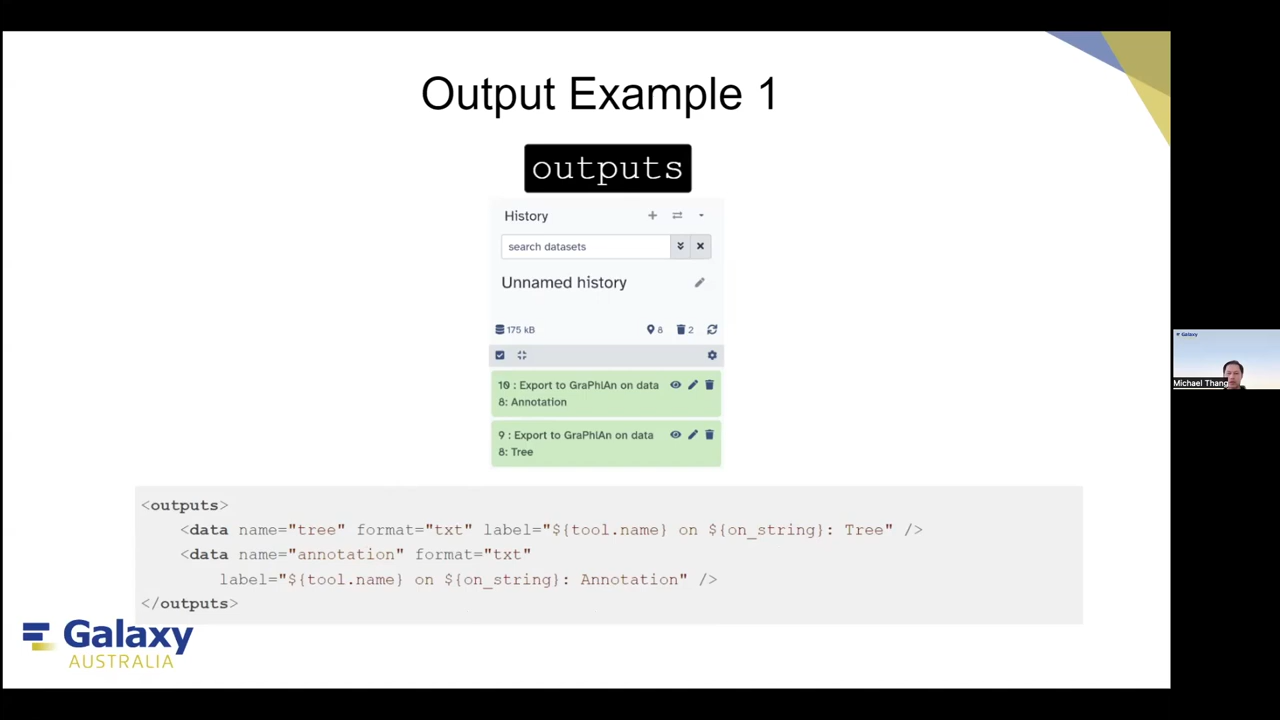 Output Example 1
outputs
History
search datasets
Unnamed history
175 kB
8
2
10 : Export to GraPhlAn on data
8: Annotation
9 : Export to GraPhlAn on data
8: Tree
<outputs>
<data name="tree" format="txt" label="${tool.name} on ${on_string}: Tree" />
<data name="annotation" format="txt"
label="${tool.name} on ${on_string}: Annotation" />
</outputs>
Galaxy
AUSTRALIA
Galaxy
Michael Thang